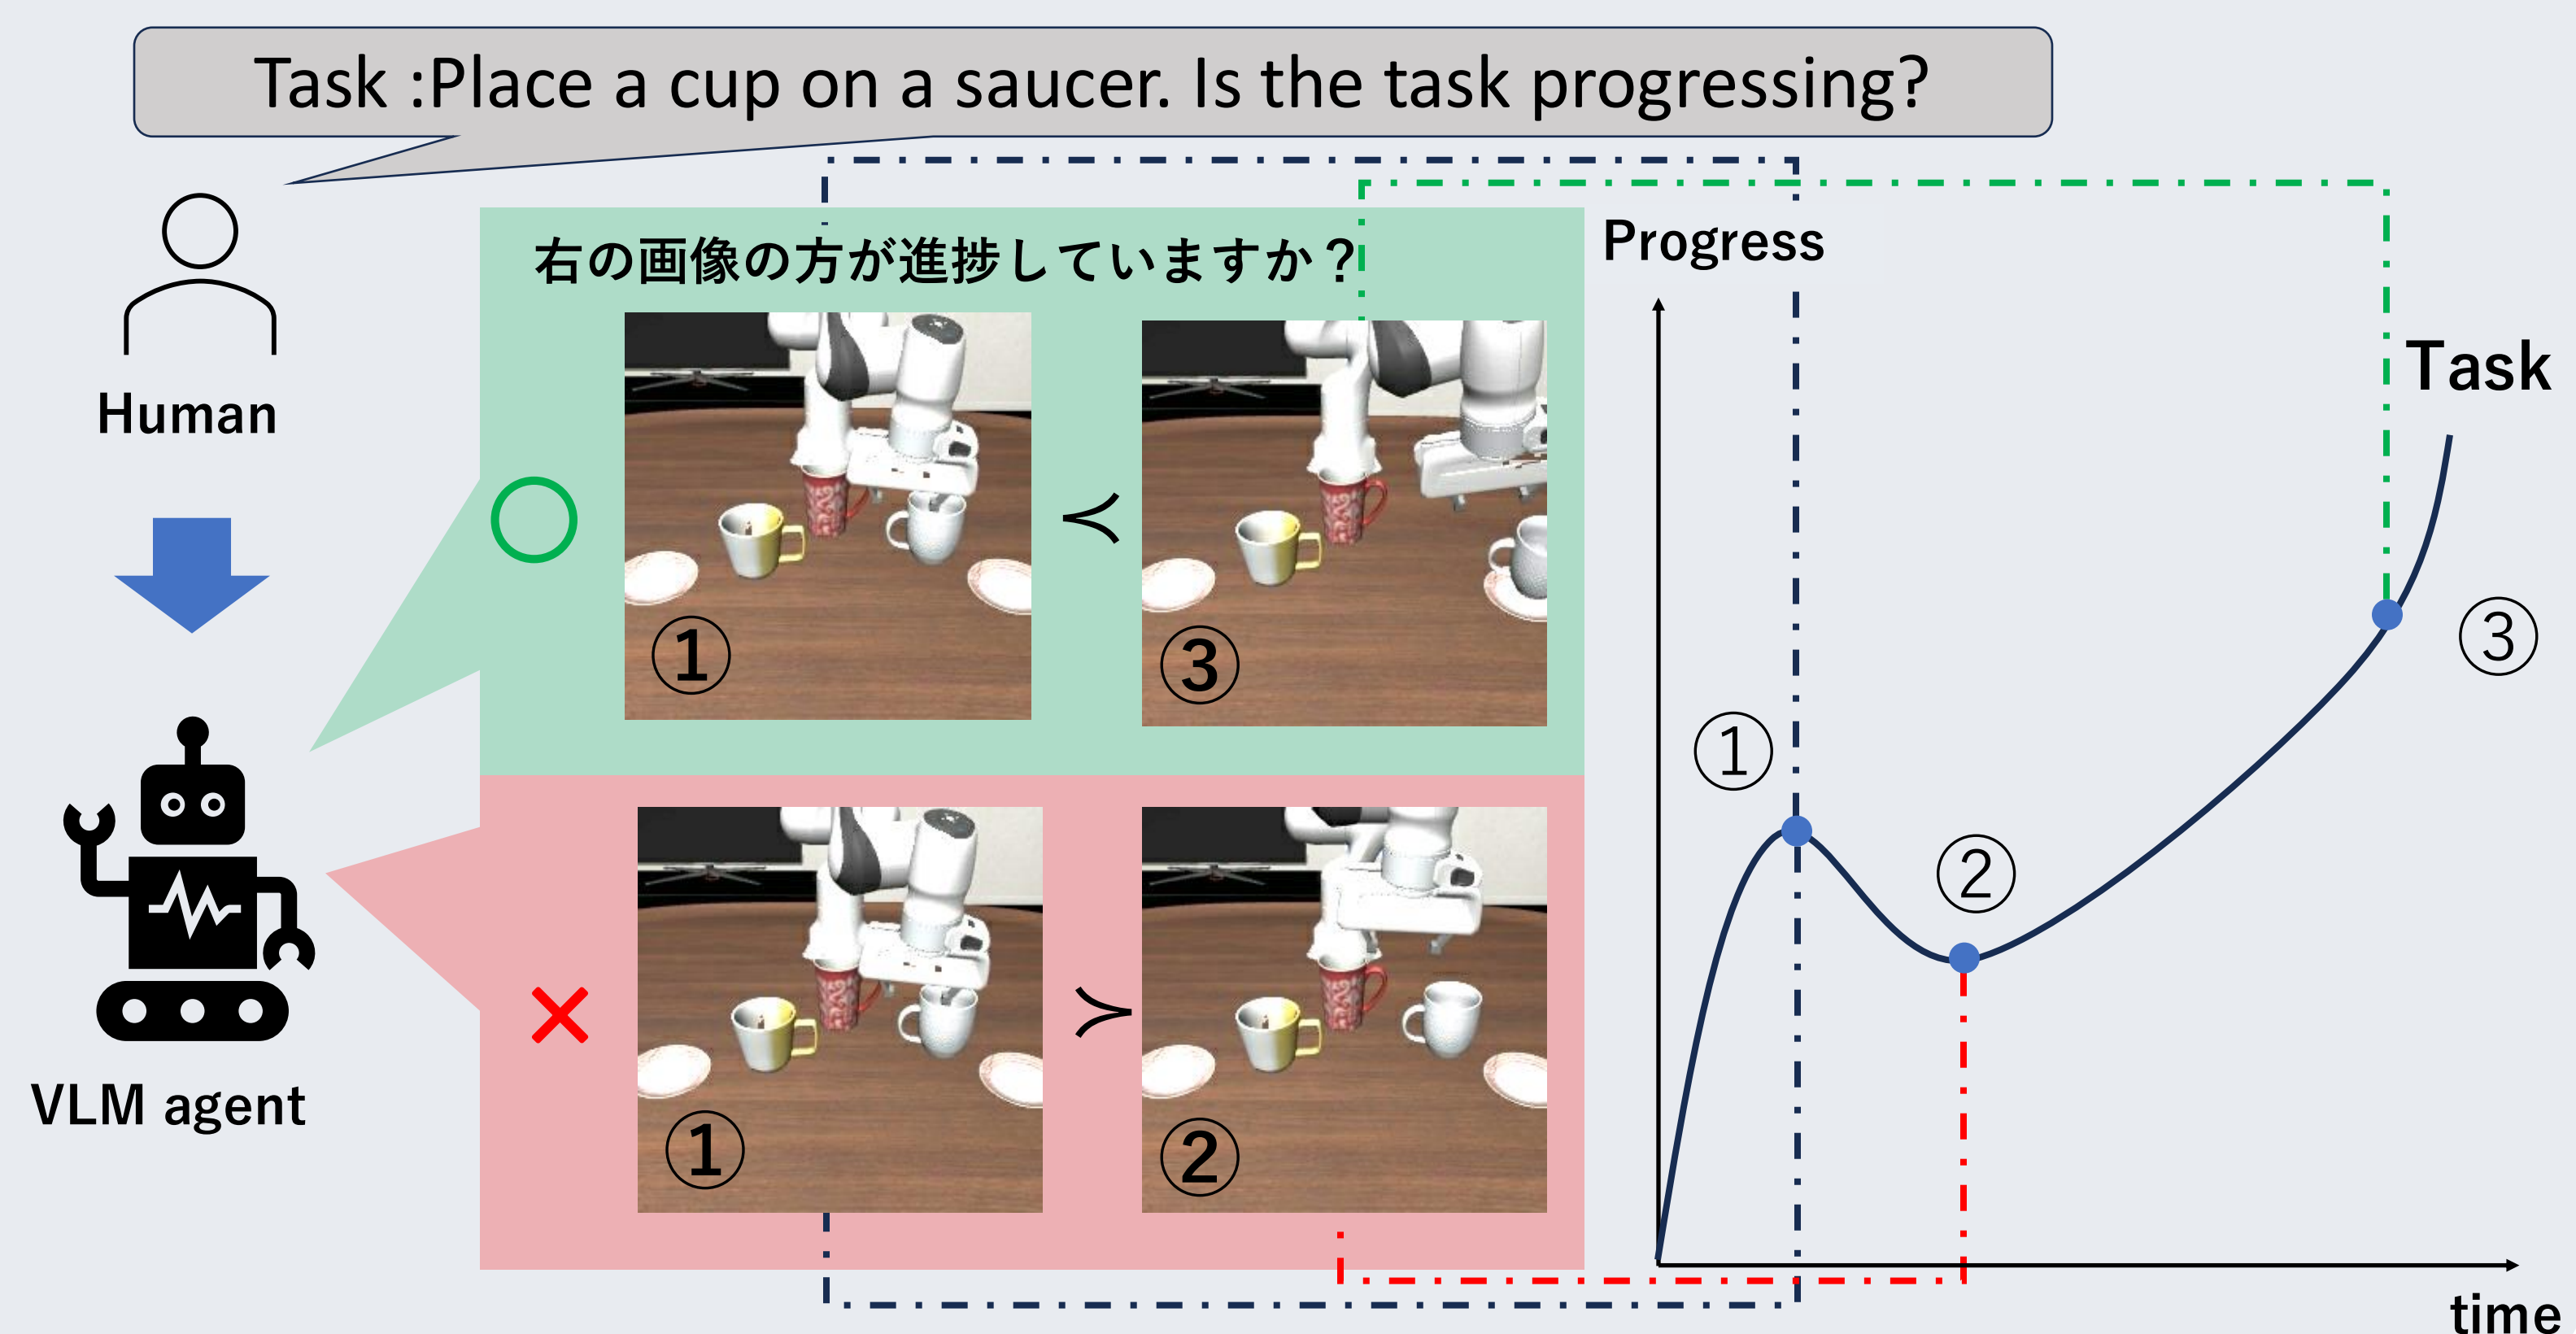 Task :Place a cup on a saucer. Is the task progressing?
Human
VLM agent
右の画像の方が進捗していますか？
①
≺
③
①
≻
②
Progress
Task
①
②
③
time